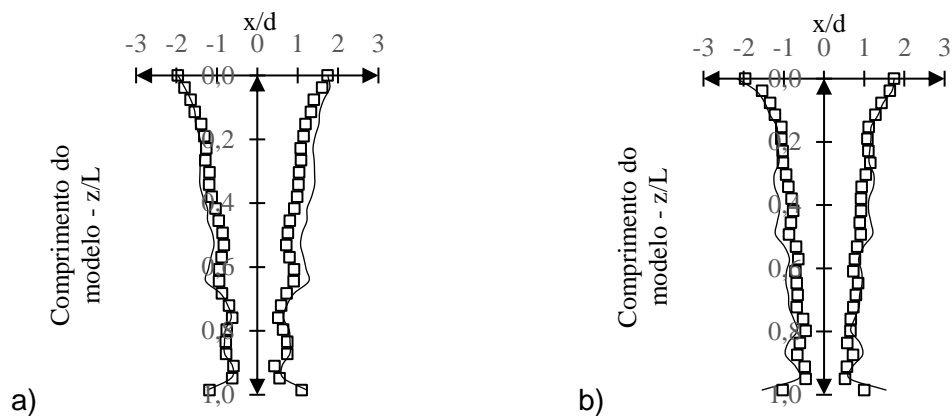 x/d
-3 -2 -1 0 1 2 3
0,0
0,2
0,4
0,6
0,8
1,0
Comprimento do
modelo - z/L
a)
x/d
-3 -2 -1 0 1 2 3
0,0
0,2
0,4
0,6
0,8
1,0
Comprimento do
modelo - z/L
b)